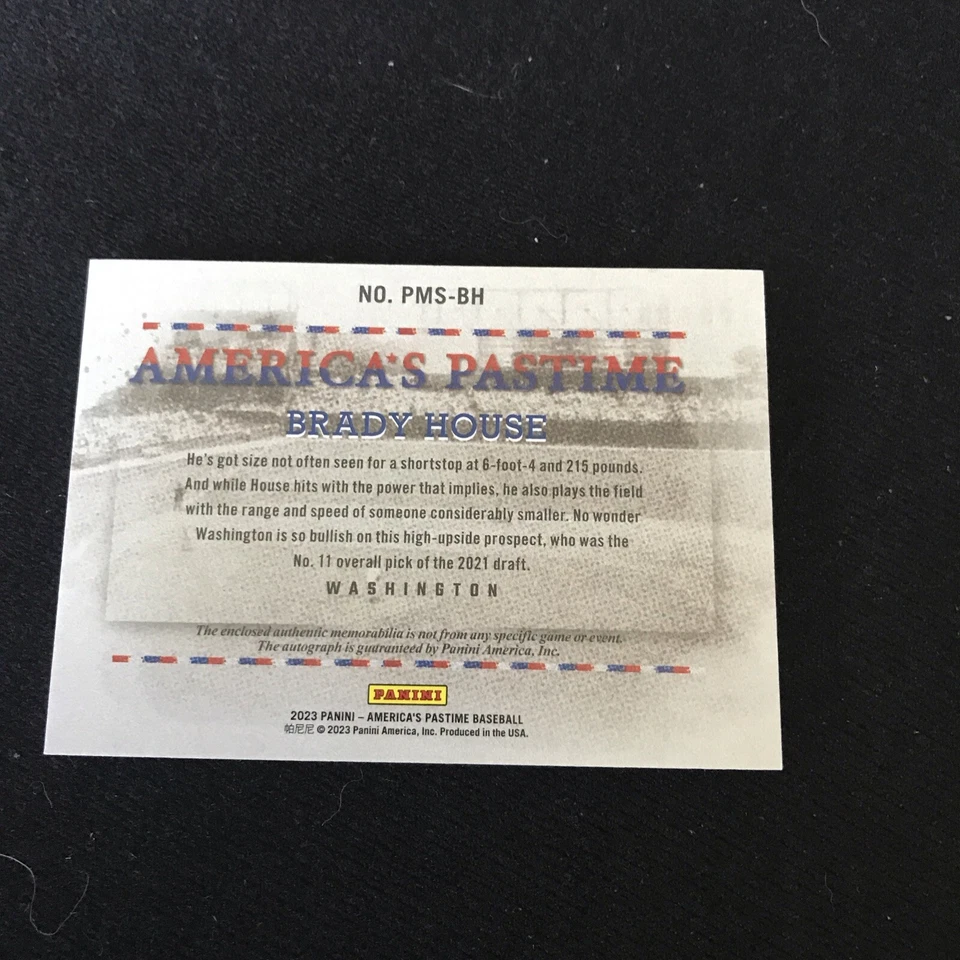 NO. PMS-BH
AMERICA'S PASTIME
BRADY HOUSE
He's got size not often seen for a shortstop at 6-foot-4 and 215 pounds.
And while House hits with the power that implies, he also plays the field
with the range and speed of someone considerably smaller. No wonder
Washington is so bullish on this high-upside prospect, who was the
No. 11 overall pick of the 2021 draft.
WASHINGTON
The enclosed authentic memorabilia is not from any specific game or event.
The autograph is guaranteed by Panini America, Inc.
PANINI
2023 PANINI – AMERICA'S PASTIME BASEBALL
帕尼尼 © 2023 Panini America, Inc. Produced in the USA.